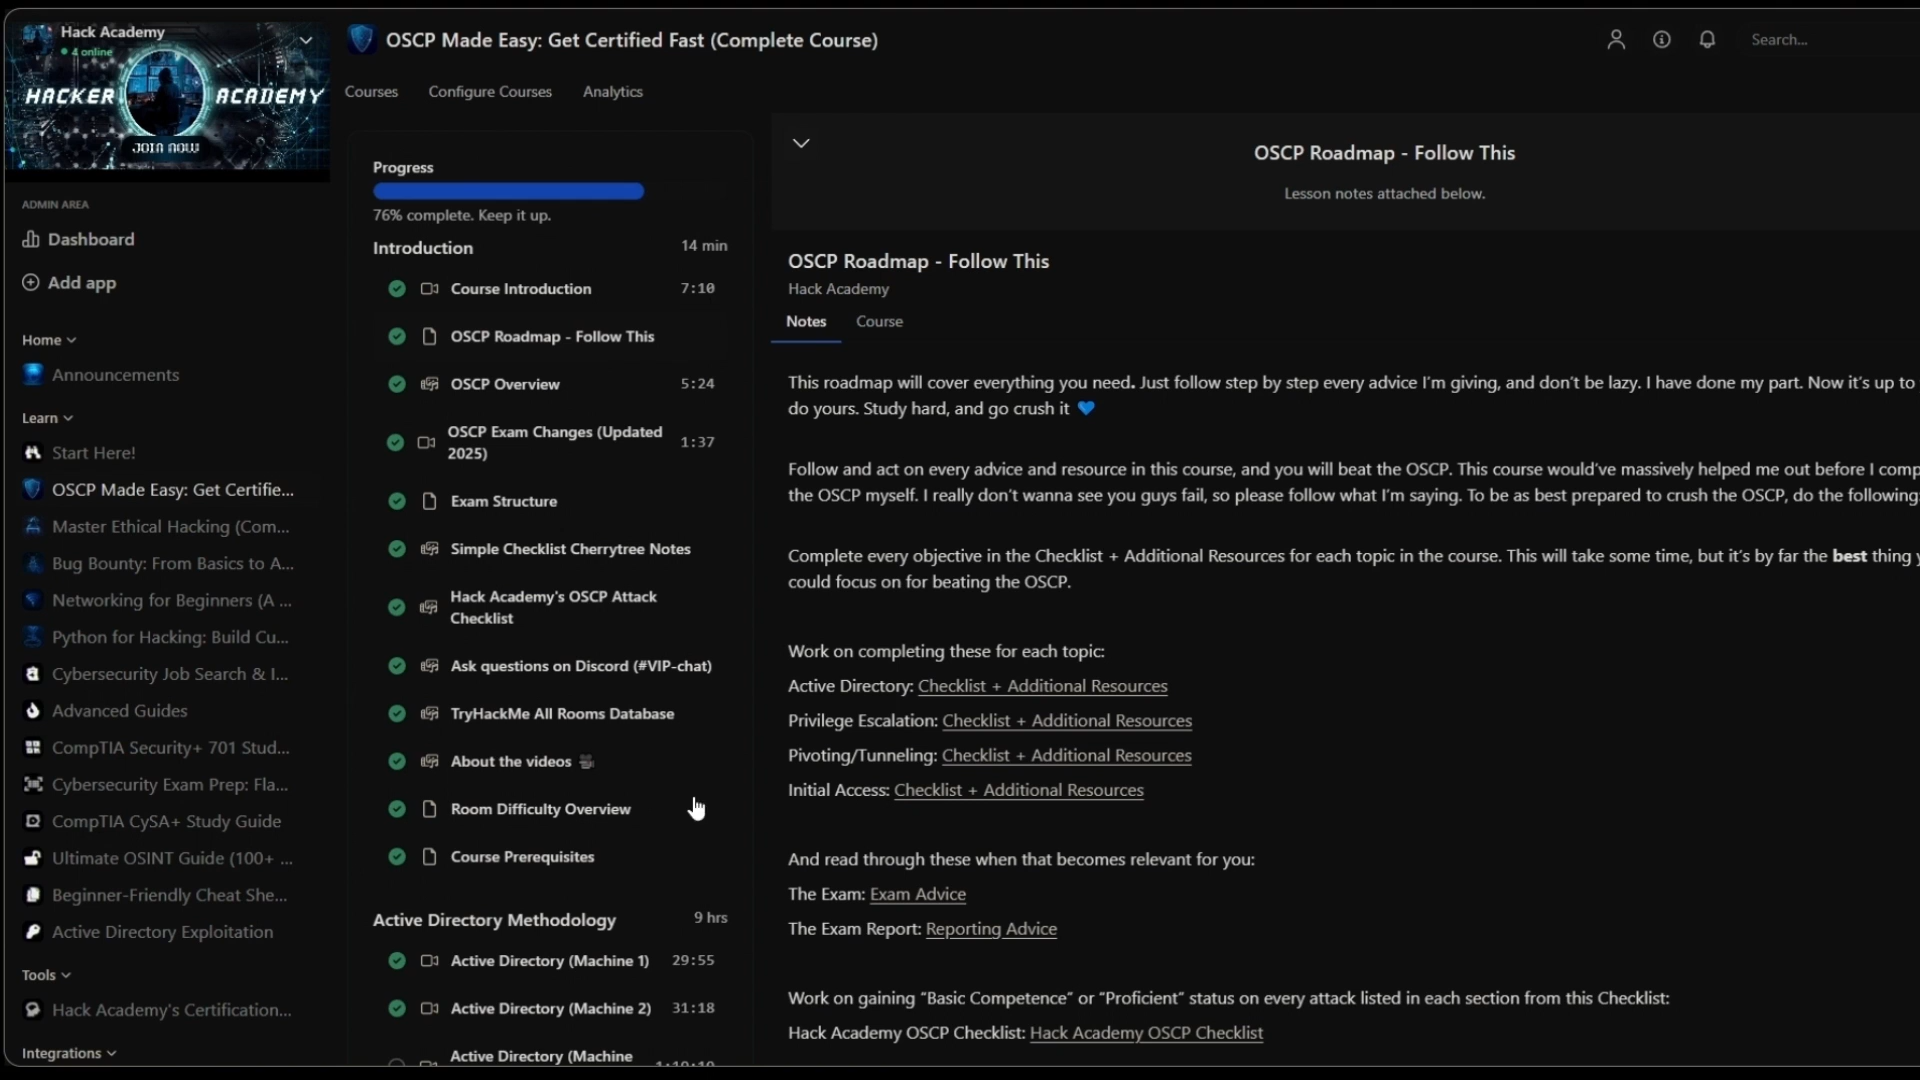 Hack Academy
4 online
HACKER ACADEMY
JOIN NOW
ADMIN AREA
Dashboard
Add app
Home
Announcements
Learn
Start Here!
OSCP Made Easy: Get Certifie...
Master Ethical Hacking (Com...
Bug Bounty: From Basics to A...
Networking for Beginners (A ...
Python for Hacking: Build Cu...
Cybersecurity Job Search & I...
Advanced Guides
CompTIA Security+ 701 Stud...
Cybersecurity Exam Prep: Fla...
CompTIA CySA+ Study Guide
Ultimate OSINT Guide (100+ ...
Beginner-Friendly Cheat She...
Active Directory Exploitation
Tools
Hack Academy's Certification...
Integrations
OSCP Made Easy: Get Certified Fast (Complete Course)
Search...
Courses Configure Courses Analytics
Progress
76% complete. Keep it up.
Introduction 14 min
Course Introduction 7:10
OSCP Roadmap - Follow This
OSCP Overview 5:24
OSCP Exam Changes (Updated
2025) 1:37
Exam Structure
Simple Checklist Cherrytree Notes
Hack Academy's OSCP Attack
Checklist
Ask questions on Discord (#VIP-chat)
TryHackMe All Rooms Database
About the videos
Room Difficulty Overview
Course Prerequisites
Active Directory Methodology 9 hrs
Active Directory (Machine 1) 29:55
Active Directory (Machine 2) 31:18
Active Directory (Machine
OSCP Roadmap - Follow This
Lesson notes attached below.
OSCP Roadmap - Follow This
Hack Academy
Notes Course
This roadmap will cover everything you need. Just follow step by step every advice I'm giving, and don't be lazy. I have done my part. Now it's up to
do yours. Study hard, and go crush it 💙
Follow and act on every advice and resource in this course, and you will beat the OSCP. This course would've massively helped me out before I comp
the OSCP myself. I really don't wanna see you guys fail, so please follow what I'm saying. To be as best prepared to crush the OSCP, do the following:
Complete every objective in the Checklist + Additional Resources for each topic in the course. This will take some time, but it's by far the best thing y
could focus on for beating the OSCP.
Work on completing these for each topic:
Active Directory: Checklist + Additional Resources
Privilege Escalation: Checklist + Additional Resources
Pivoting/Tunneling: Checklist + Additional Resources
Initial Access: Checklist + Additional Resources
And read through these when that becomes relevant for you:
The Exam: Exam Advice
The Exam Report: Reporting Advice
Work on gaining "Basic Competence" or "Proficient" status on every attack listed in each section from this Checklist:
Hack Academy OSCP Checklist: Hack Academy OSCP Checklist